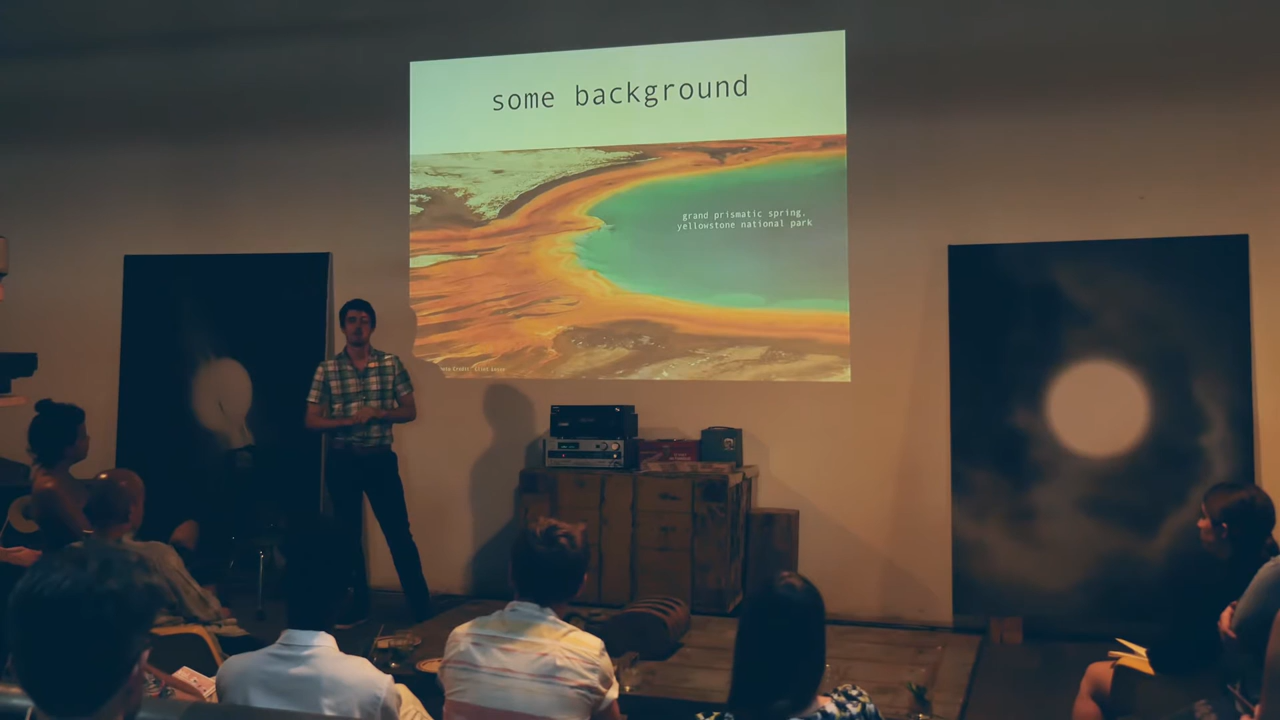 some background
grand prismatic spring,
yellowstone national park